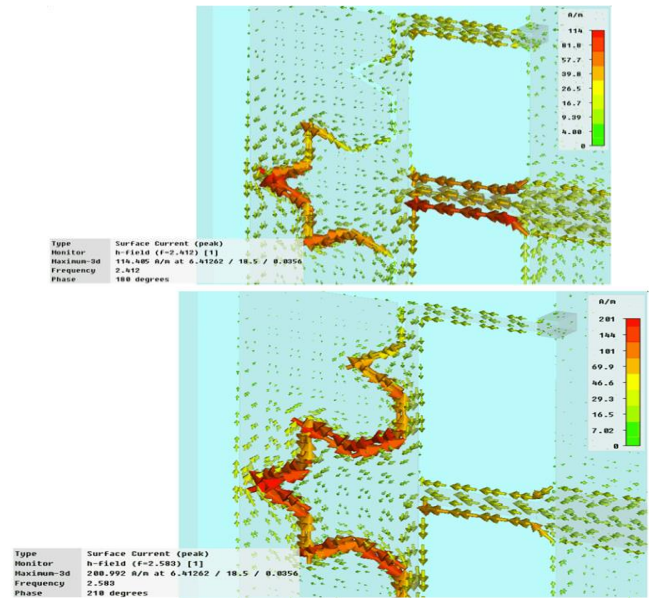 A/m
114
81.8
57.7
39.8
26.5
16.7
9.39
4.00
0
Type Surface Current (peak)
Monitor h-field (f=2.412) [1]
Maximum-3d 114.405 A/m at 6.41262 / 18.5 / 0.0356
Frequency 2.412
Phase 180 degrees
A/m
201
144
101
69.9
46.6
29.3
16.5
7.02
0
Type Surface Current (peak)
Monitor h-field (f=2.583) [1]
Maximum-3d 200.992 A/m at 6.41262 / 18.5 / 0.0356
Frequency 2.583
Phase 210 degrees